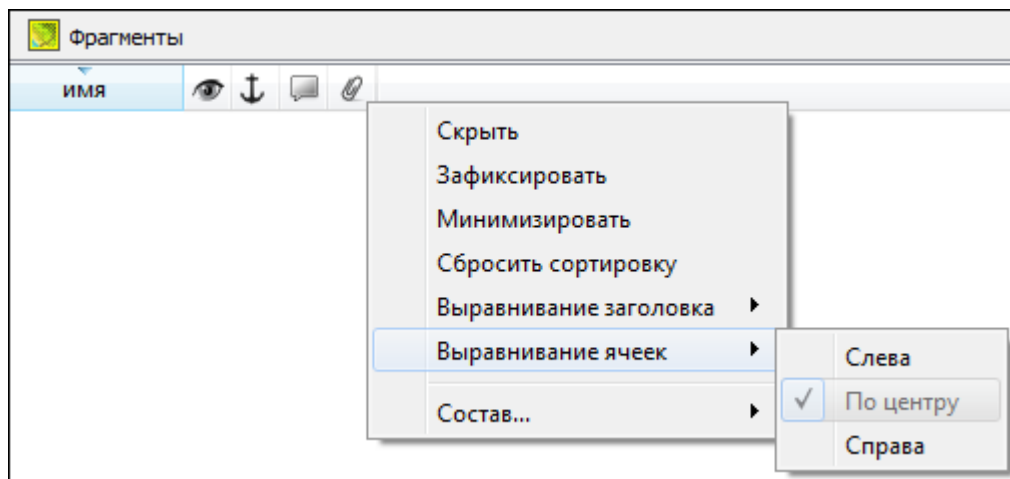 Фрагменты
имя
Скрыть
Зафиксировать
Минимизировать
Сбросить сортировку
Выравнивание заголовка
Выравнивание ячеек
Состав...
Слева
По центру
Справа